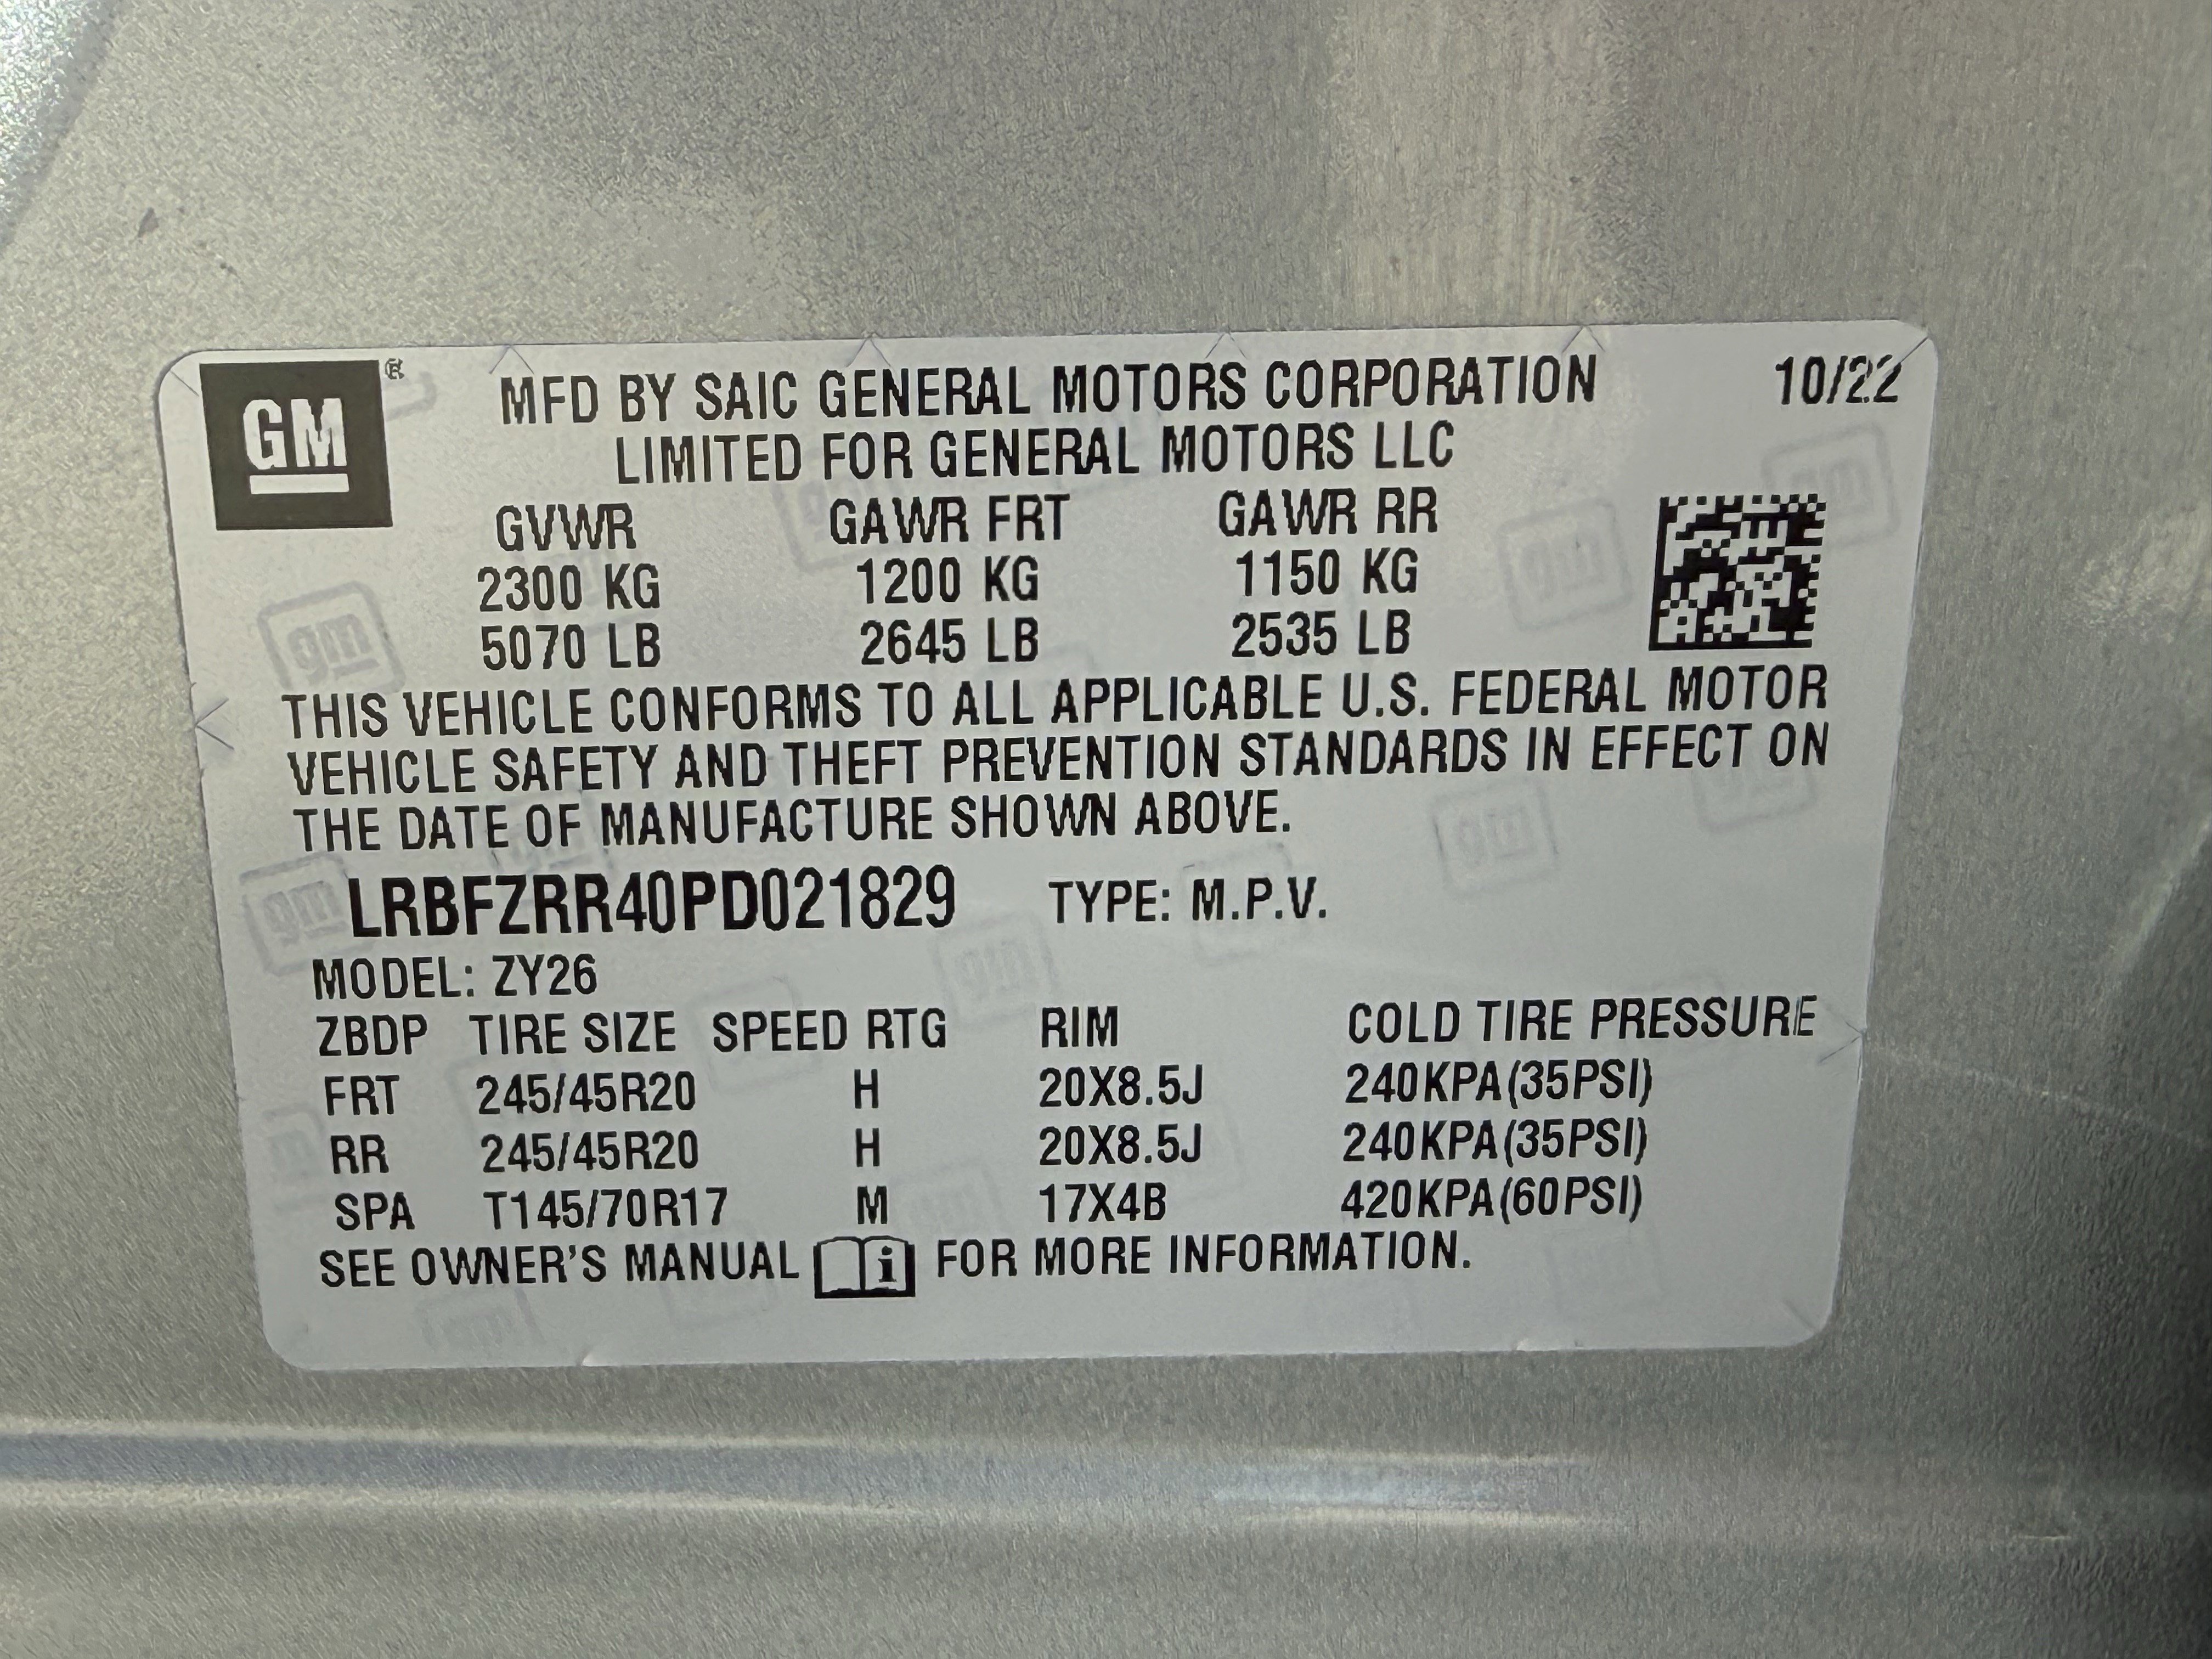 GM ®
MFD BY SAIC GENERAL MOTORS CORPORATION 10/22
LIMITED FOR GENERAL MOTORS LLC
GVWR GAWR FRT GAWR RR
2300 KG 1200 KG 1150 KG
5070 LB 2645 LB 2535 LB
THIS VEHICLE CONFORMS TO ALL APPLICABLE U.S. FEDERAL MOTOR
VEHICLE SAFETY AND THEFT PREVENTION STANDARDS IN EFFECT ON
THE DATE OF MANUFACTURE SHOWN ABOVE.
LRBFZRR40PD021829 TYPE: M.P.V.
MODEL: ZY26
ZBDP TIRE SIZE SPEED RTG RIM COLD TIRE PRESSURE
FRT 245/45R20 H 20X8.5J 240KPA(35PSI)
RR 245/45R20 H 20X8.5J 240KPA(35PSI)
SPA T145/70R17 M 17X4B 420KPA(60PSI)
SEE OWNER'S MANUAL i FOR MORE INFORMATION.